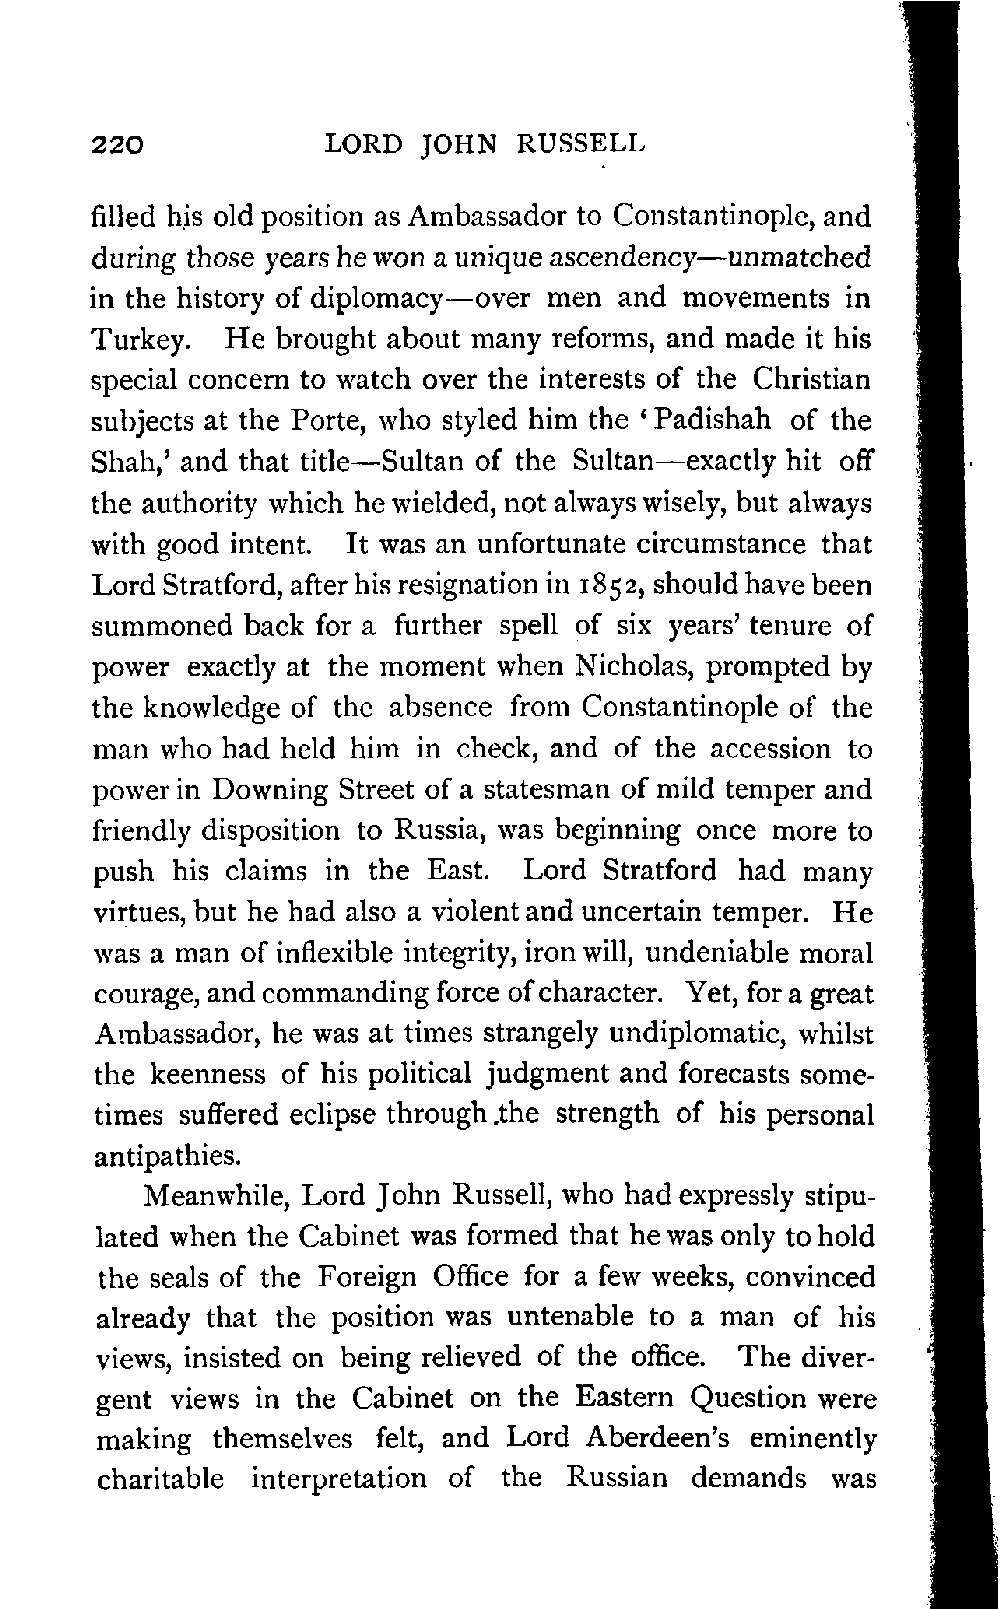 220 LORD JOHN RUSSELL
filled his old position as Ambassador to Constantinople, and
during those years he won a unique ascendency—unmatched
in the history of diplomacy—over men and movements in
Turkey. He brought about many reforms, and made it his
special concern to watch over the interests of the Christian
subjects at the Porte, who styled him the ‘Padishah of the
Shah,’ and that title—Sultan of the Sultan—exactly hit off
the authority which he wielded, not always wisely, but always
with good intent. It was an unfortunate circumstance that
Lord Stratford, after his resignation in 1852, should have been
summoned back for a further spell of six years’ tenure of
power exactly at the moment when Nicholas, prompted by
the knowledge of the absence from Constantinople of the
man who had held him in check, and of the accession to
power in Downing Street of a statesman of mild temper and
friendly disposition to Russia, was beginning once more to
push his claims in the East. Lord Stratford had many
virtues, but he had also a violent and uncertain temper. He
was a man of inflexible integrity, iron will, undeniable moral
courage, and commanding force of character. Yet, for a great
Ambassador, he was at times strangely undiplomatic, whilst
the keenness of his political judgment and forecasts some-
times suffered eclipse through the strength of his personal
antipathies.
Meanwhile, Lord John Russell, who had expressly stipu-
lated when the Cabinet was formed that he was only to hold
the seals of the Foreign Office for a few weeks, convinced
already that the position was untenable to a man of his
views, insisted on being relieved of the office. The diver-
gent views in the Cabinet on the Eastern Question were
making themselves felt, and Lord Aberdeen’s eminently
charitable interpretation of the Russian demands was